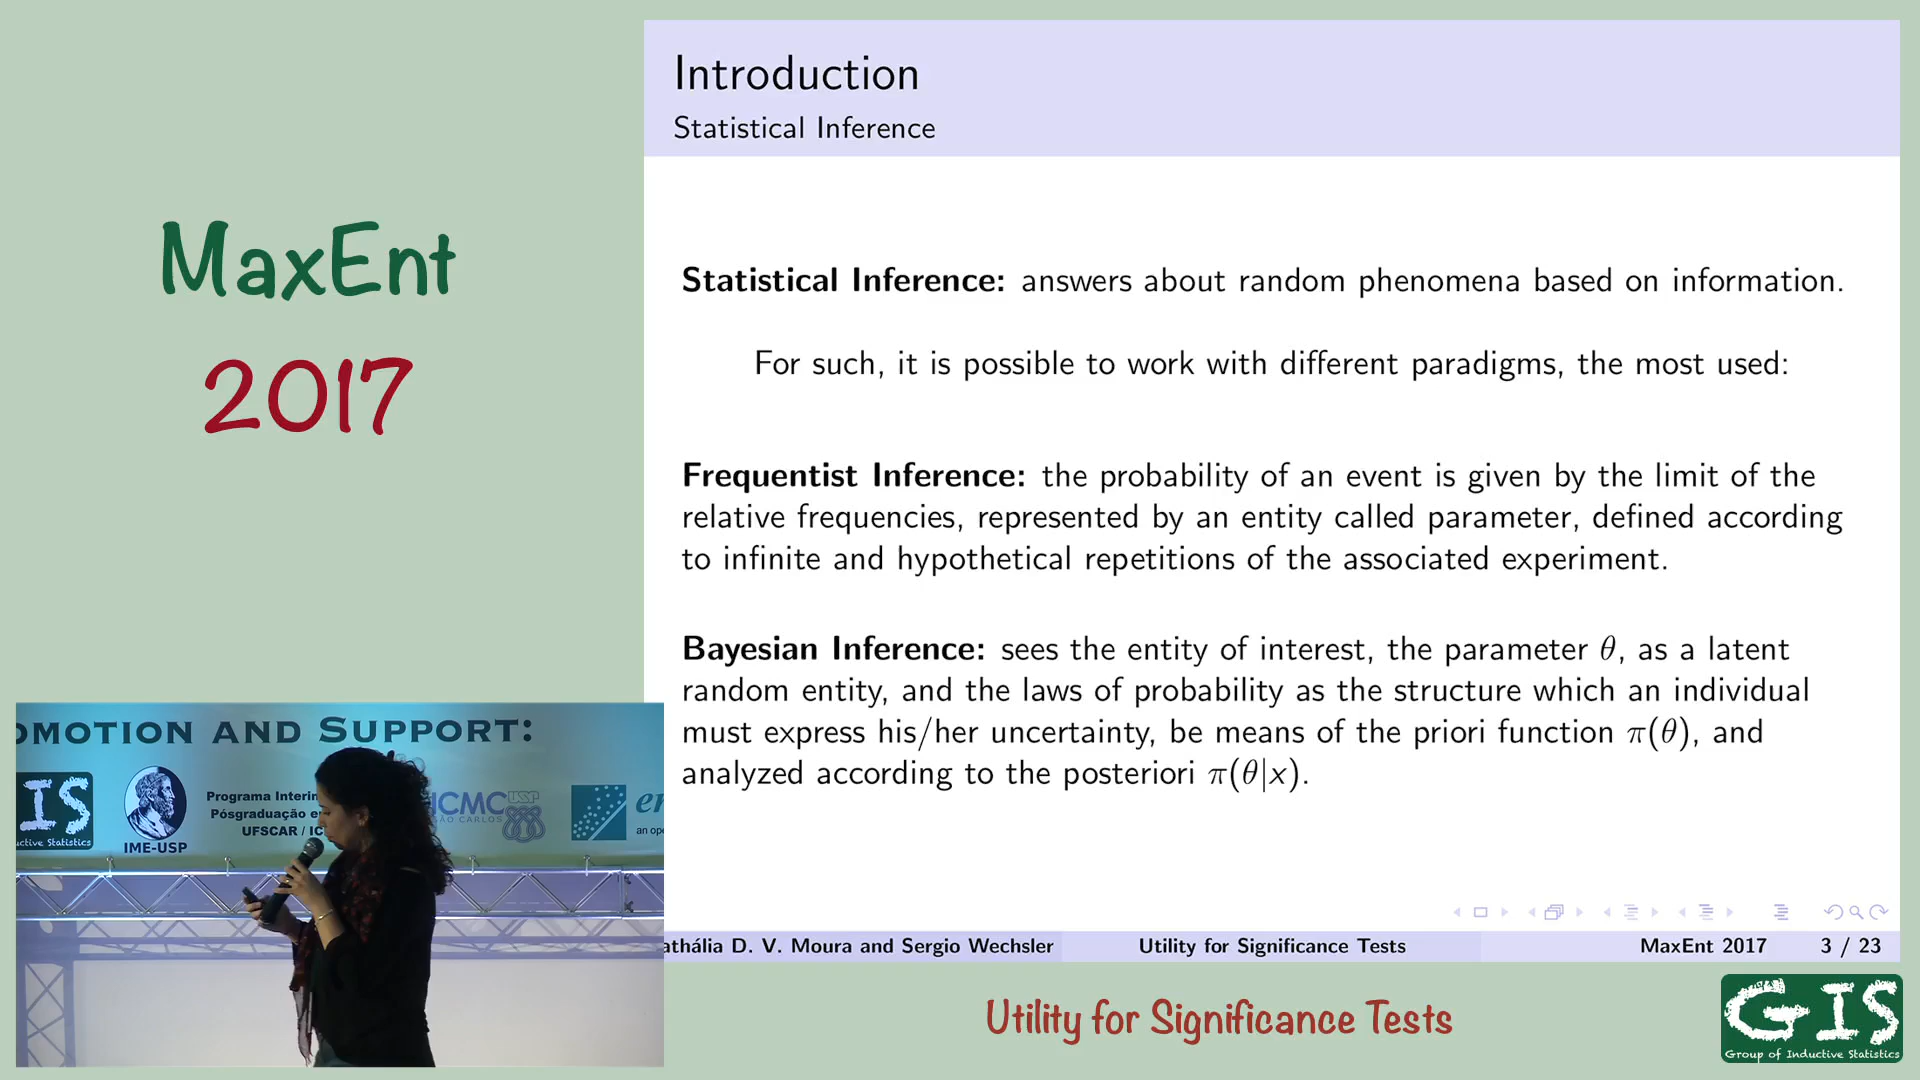 MaxEnt
2017
Introduction
Statistical Inference
Statistical Inference: answers about random phenomena based on information.
For such, it is possible to work with different paradigms, the most used:
Frequentist Inference: the probability of an event is given by the limit of the
relative frequencies, represented by an entity called parameter, defined according
to infinite and hypothetical repetitions of the associated experiment.
Bayesian Inference: sees the entity of interest, the parameter θ, as a latent
random entity, and the laws of probability as the structure which an individual
must express his/her uncertainty, be means of the priori function π(θ), and
analyzed according to the posteriori π(θ|x).
athália D. V. Moura and Sergio Wechsler Utility for Significance Tests MaxEnt 2017 3 / 23
OMOTION AND SUPPORT:
IS
uctive Statistics
IME-USP
Programa Interin
Pósgraduação e
UFSCAR / IC
ICMC USP
SÃO CARLOS
en
an ope
Utility for Significance Tests
GIS
Group of Inductive Statistics